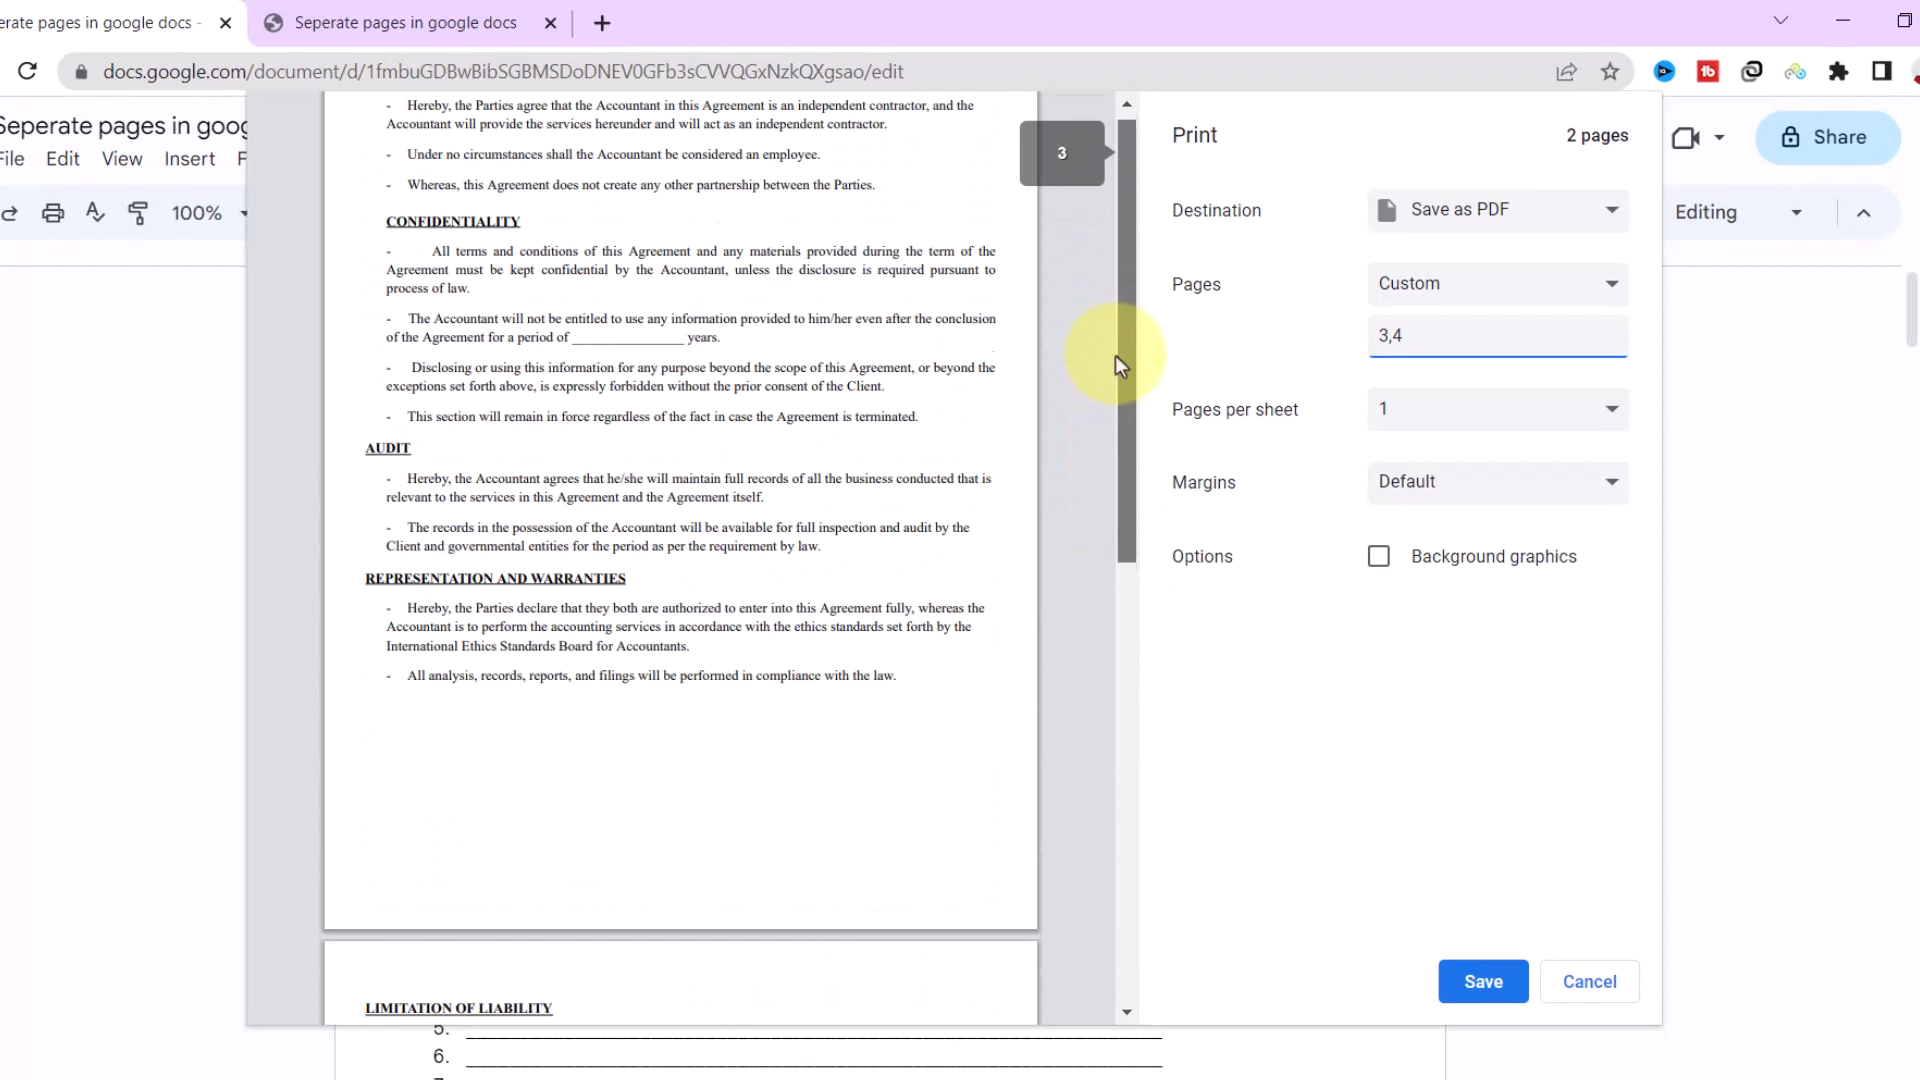 erate pages in google docs -
Seperate pages in google docs
docs.google.com/document/d/1fmbuGDBwBibSGBMSDoDNEV0GFb3sCVVQGxNzkQXgsao/edit
Seperate pages in goog
File Edit View Insert F
Share
100%
Editing
- Hereby, the Parties agree that the Accountant in this Agreement is an independent contractor, and the
Accountant will provide the services hereunder and will act as an independent contractor.
- Under no circumstances shall the Accountant be considered an employee.
- Whereas, this Agreement does not create any other partnership between the Parties.
CONFIDENTIALITY
- All terms and conditions of this Agreement and any materials provided during the term of the
Agreement must be kept confidential by the Accountant, unless the disclosure is required pursuant to
process of law.
- The Accountant will not be entitled to use any information provided to him/her even after the conclusion
of the Agreement for a period of ________________ years.
- Disclosing or using this information for any purpose beyond the scope of this Agreement, or beyond the
exceptions set forth above, is expressly forbidden without the prior consent of the Client.
- This section will remain in force regardless of the fact in case the Agreement is terminated.
AUDIT
- Hereby, the Accountant agrees that he/she will maintain full records of all the business conducted that is
relevant to the services in this Agreement and the Agreement itself.
- The records in the possession of the Accountant will be available for full inspection and audit by the
Client and governmental entities for the period as per the requirement by law.
REPRESENTATION AND WARRANTIES
- Hereby, the Parties declare that they both are authorized to enter into this Agreement fully, whereas the
Accountant is to perform the accounting services in accordance with the ethics standards set forth by the
International Ethics Standards Board for Accountants.
- All analysis, records, reports, and filings will be performed in compliance with the law.
LIMITATION OF LIABILITY
5.
6.
3
Print 2 pages
Destination Save as PDF
Pages Custom
3,4
Pages per sheet 1
Margins Default
Options Background graphics
Save Cancel